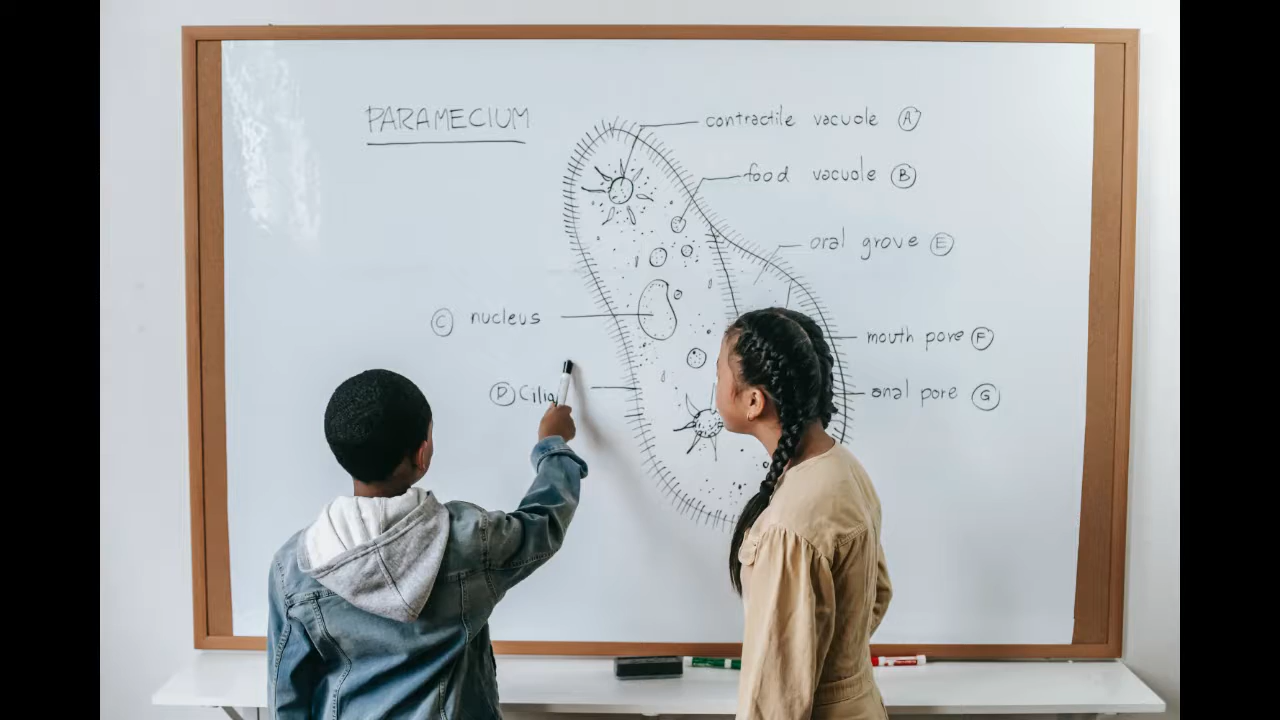 PARAMECIUM
contractile vacuole A
food vacuole B
oral grove E
C nucleus
mouth pore F
D Cilia
anal pore G